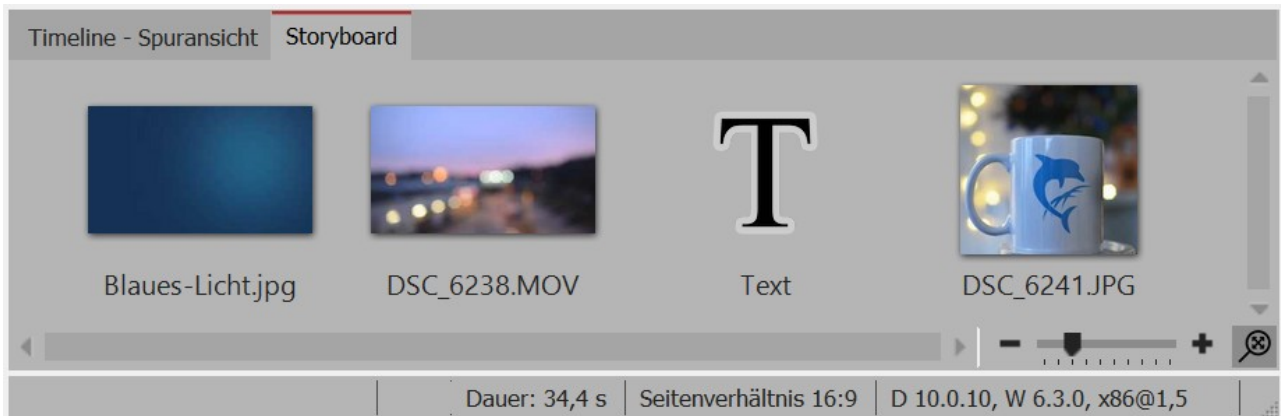 Timeline - Spuransicht Storyboard
T
Blaues-Licht.jpg DSC_6238.MOV Text DSC_6241.JPG
Dauer: 34,4 s Seitenverhältnis 16:9 D 10.0.10, W 6.3.0, x86@1,5